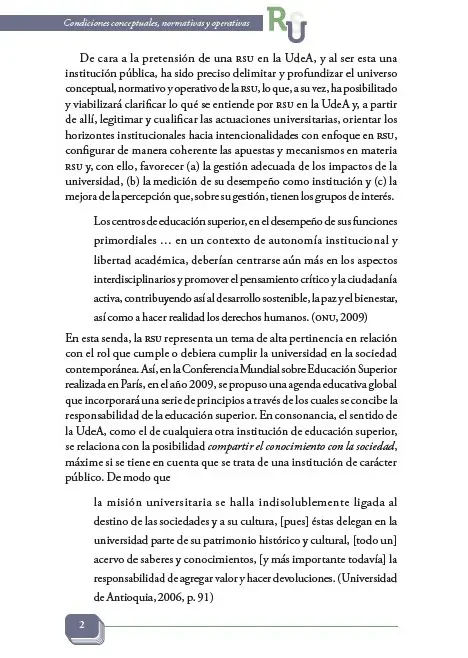 Condiciones conceptuales, normativas y operativas
RSU
De cara a la pretensión de una RSU en la UdeA, y al ser esta una
institución pública, ha sido preciso delimitar y profundizar el universo
conceptual, normativo y operativo de la RSU, lo que, a su vez, ha posibilitado
y viabilizará clarificar lo qué se entiende por RSU en la UdeA y, a partir
de allí, legitimar y cualificar las actuaciones universitarias, orientar los
horizontes institucionales hacia intencionalidades con enfoque en RSU,
configurar de manera coherente las apuestas y mecanismos en materia
RSU y, con ello, favorecer (a) la gestión adecuada de los impactos de la
universidad, (b) la medición de su desempeño como institución y (c) la
mejora de la percepción que, sobre su gestión, tienen los grupos de interés.
Los centros de educación superior, en el desempeño de sus funciones
primordiales … en un contexto de autonomía institucional y
libertad académica, deberían centrarse aún más en los aspectos
interdisciplinarios y promover el pensamiento crítico y la ciudadanía
activa, contribuyendo así al desarrollo sostenible, la paz y el bienestar,
así como a hacer realidad los derechos humanos. (ONU, 2009)
En esta senda, la RSU representa un tema de alta pertinencia en relación
con el rol que cumple o debiera cumplir la universidad en la sociedad
contemporánea. Así, en la Conferencia Mundial sobre Educación Superior
realizada en París, en el año 2009, se propuso una agenda educativa global
que incorporará una serie de principios a través de los cuales se concibe la
responsabilidad de la educación superior. En consonancia, el sentido de
la UdeA, como el de cualquiera otra institución de educación superior,
se relaciona con la posibilidad compartir el conocimiento con la sociedad,
máxime si se tiene en cuenta que se trata de una institución de carácter
público. De modo que
la misión universitaria se halla indisolublemente ligada al
destino de las sociedades y a su cultura, [pues] éstas delegan en la
universidad parte de su patrimonio histórico y cultural, [todo un]
acervo de saberes y conocimientos, [y más importante todavía] la
responsabilidad de agregar valor y hacer devoluciones. (Universidad
de Antioquia, 2006, p. 91)
2